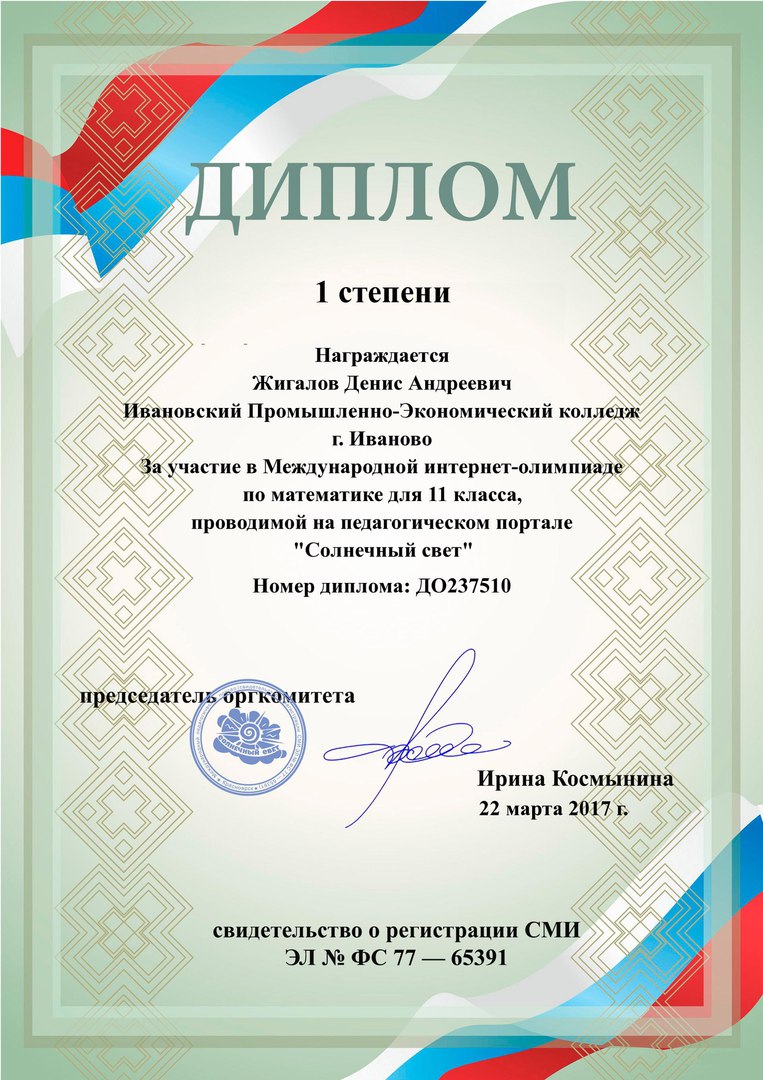 ДИПЛОМ
1 степени
Награждается
Жигалов Денис Андреевич
Ивановский Промышленно-Экономический колледж
г. Иваново
За участие в Международной интернет-олимпиаде
по математике для 11 класса,
проводимой на педагогическом портале
"Солнечный свет"
Номер диплома: ДО237510
председатель оргкомитета
СОЛНЕЧНЫЙ СВЕТ
Ирина Космынина
22 марта 2017 г.
свидетельство о регистрации СМИ
ЭЛ № ФС 77 — 65391